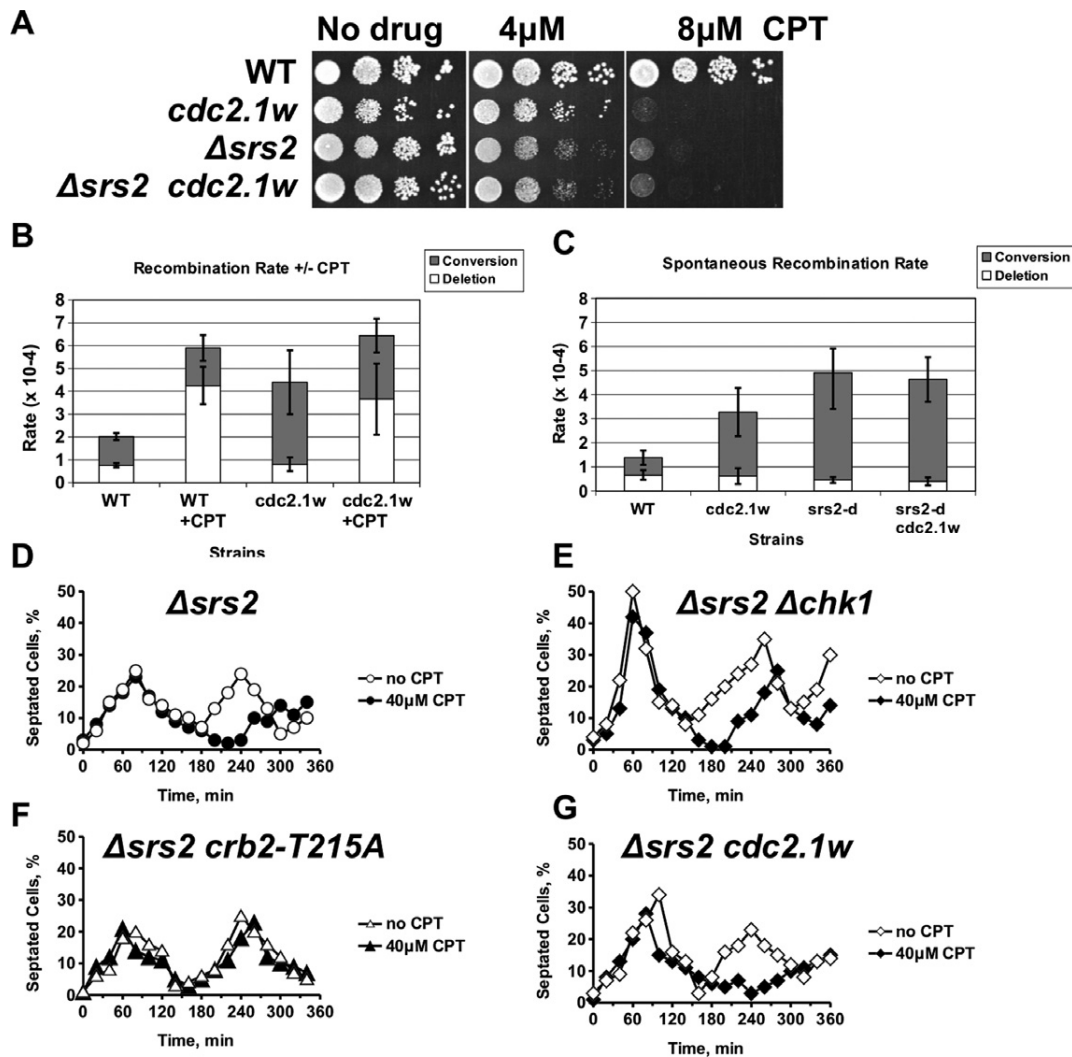 A
No drug 4μM 8μM CPT
WT
cdc2.1w
Δsrs2
Δsrs2 cdc2.1w
B
Recombination Rate +/- CPT
Conversion
Deletion
8
7
6
5
4
3
2
1
0
Rate (x 10-4)
WT WT +CPT cdc2.1w cdc2.1w +CPT
Strains
C
Spontaneous Recombination Rate
Conversion
Deletion
8
7
6
5
4
3
2
1
0
Rate (x 10-4)
WT cdc2.1w srs2-d srs2-d cdc2.1w
Strains
D
Δsrs2
50
40
30
20
10
0
Septated Cells, %
no CPT
40μM CPT
0 60 120 180 240 300 360
Time, min
E
Δsrs2 Δchk1
50
40
30
20
10
0
Septated Cells, %
no CPT
40μM CPT
0 60 120 180 240 300 360
Time, min
F
Δsrs2 crb2-T215A
50
40
30
20
10
0
Septated Cells, %
no CPT
40μM CPT
0 60 120 180 240 300 360
Time, min
G
Δsrs2 cdc2.1w
50
40
30
20
10
0
Septated Cells, %
no CPT
40μM CPT
0 60 120 180 240 300 360
Time, min